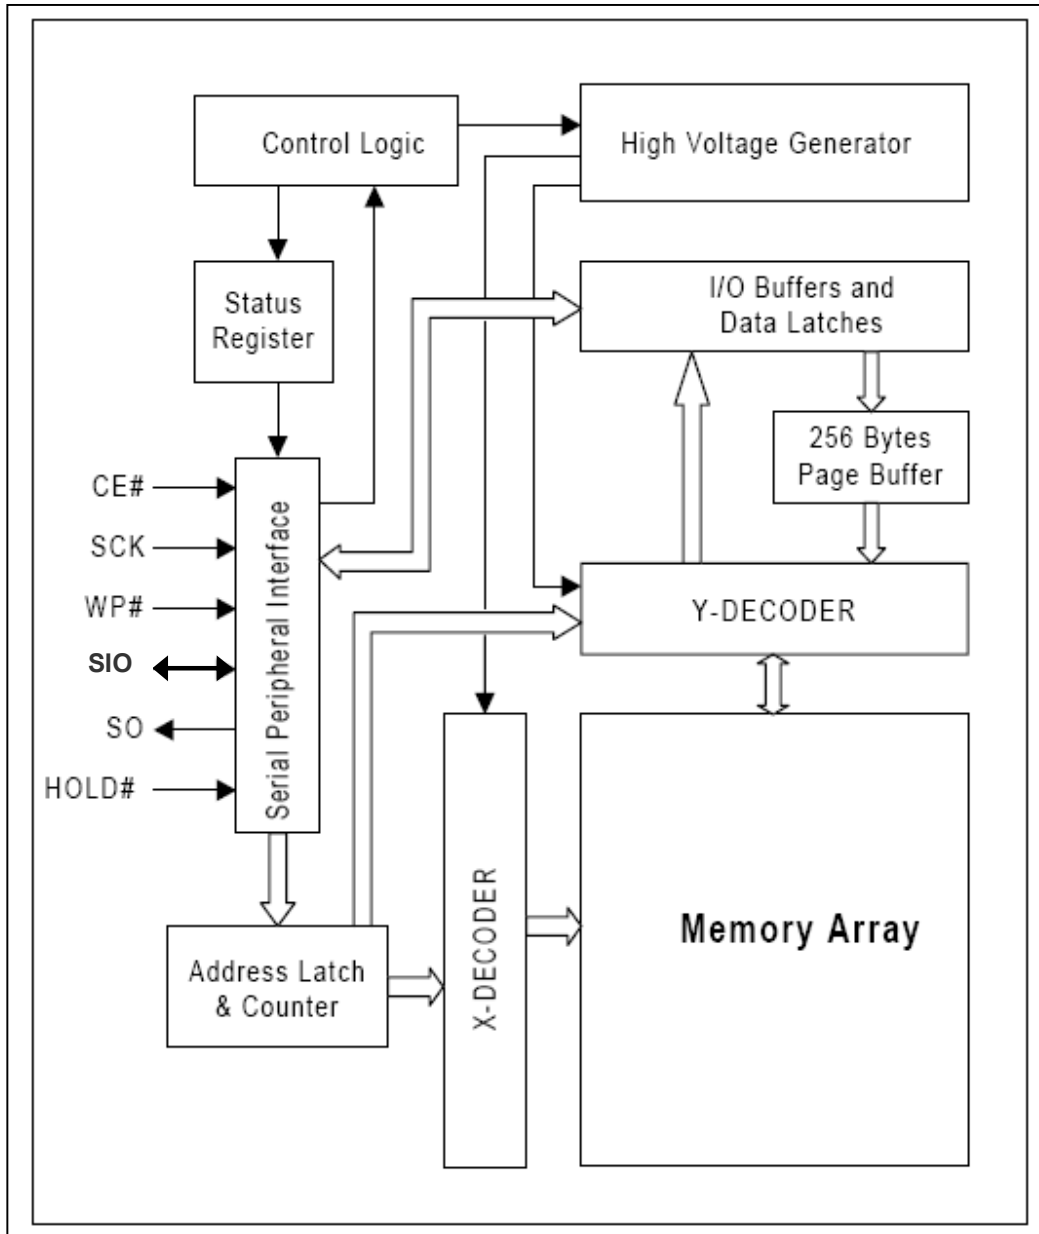 Control Logic
High Voltage Generator
Status
Register
I/O Buffers and
Data Latches
256 Bytes
Page Buffer
CE#
SCK
WP#
SIO
SO
HOLD#
Serial Peripheral Interface
Y-DECODER
X-DECODER
Memory Array
Address Latch
& Counter